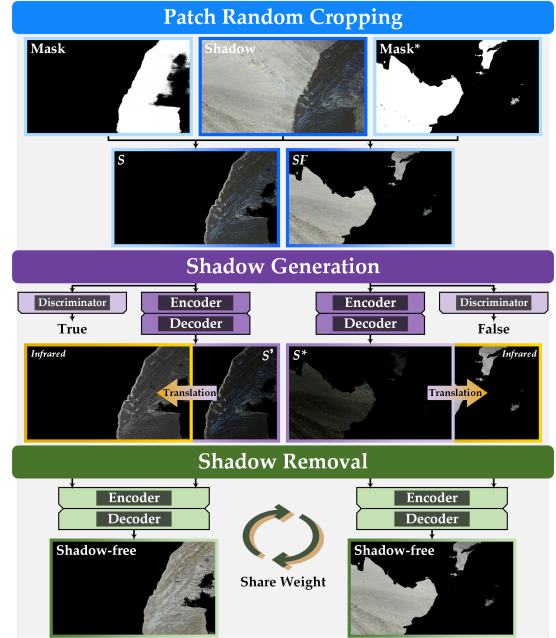 Patch Random Cropping
Mask
Shadow
Mask*
S
SF
Shadow Generation
Discriminator
Encoder
Encoder
Discriminator
True
Decoder
Decoder
False
Infrared
S'
S*
Infrared
Translation
Translation
Shadow Removal
Encoder
Encoder
Decoder
Decoder
Shadow-free
Shadow-free
Share Weight